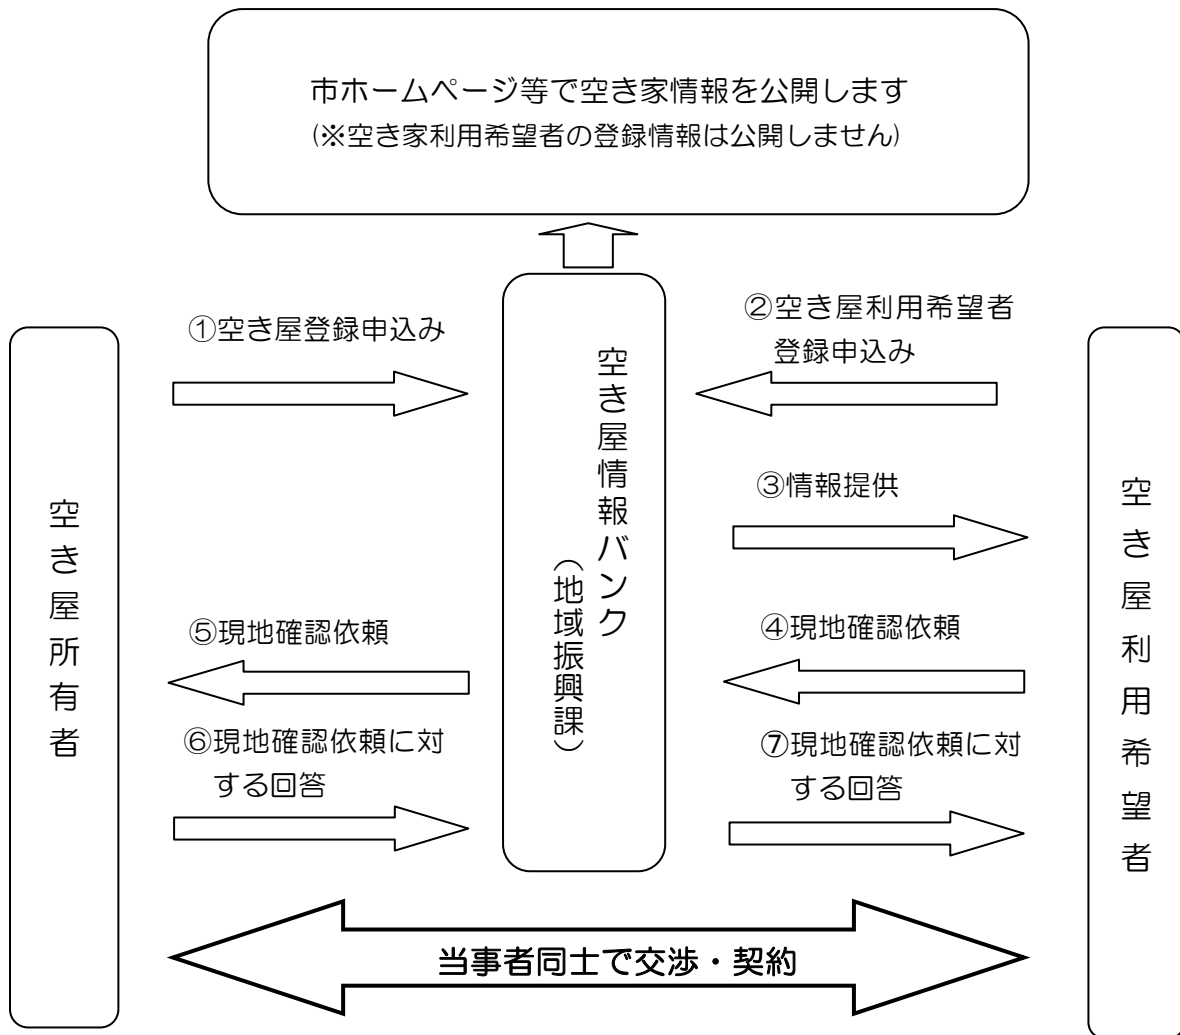 市ホームページ等で空き家情報を公開します
(※空き家利用希望者の登録情報は公開しません)
①空き屋登録申込み
②空き屋利用希望者
登録申込み
空き屋情報バンク
（地域振興課）
③情報提供
空き屋所有者
空き屋利用希望者
⑤現地確認依頼
④現地確認依頼
⑥現地確認依頼に対
する回答
⑦現地確認依頼に対
する回答
当事者同士で交渉・契約